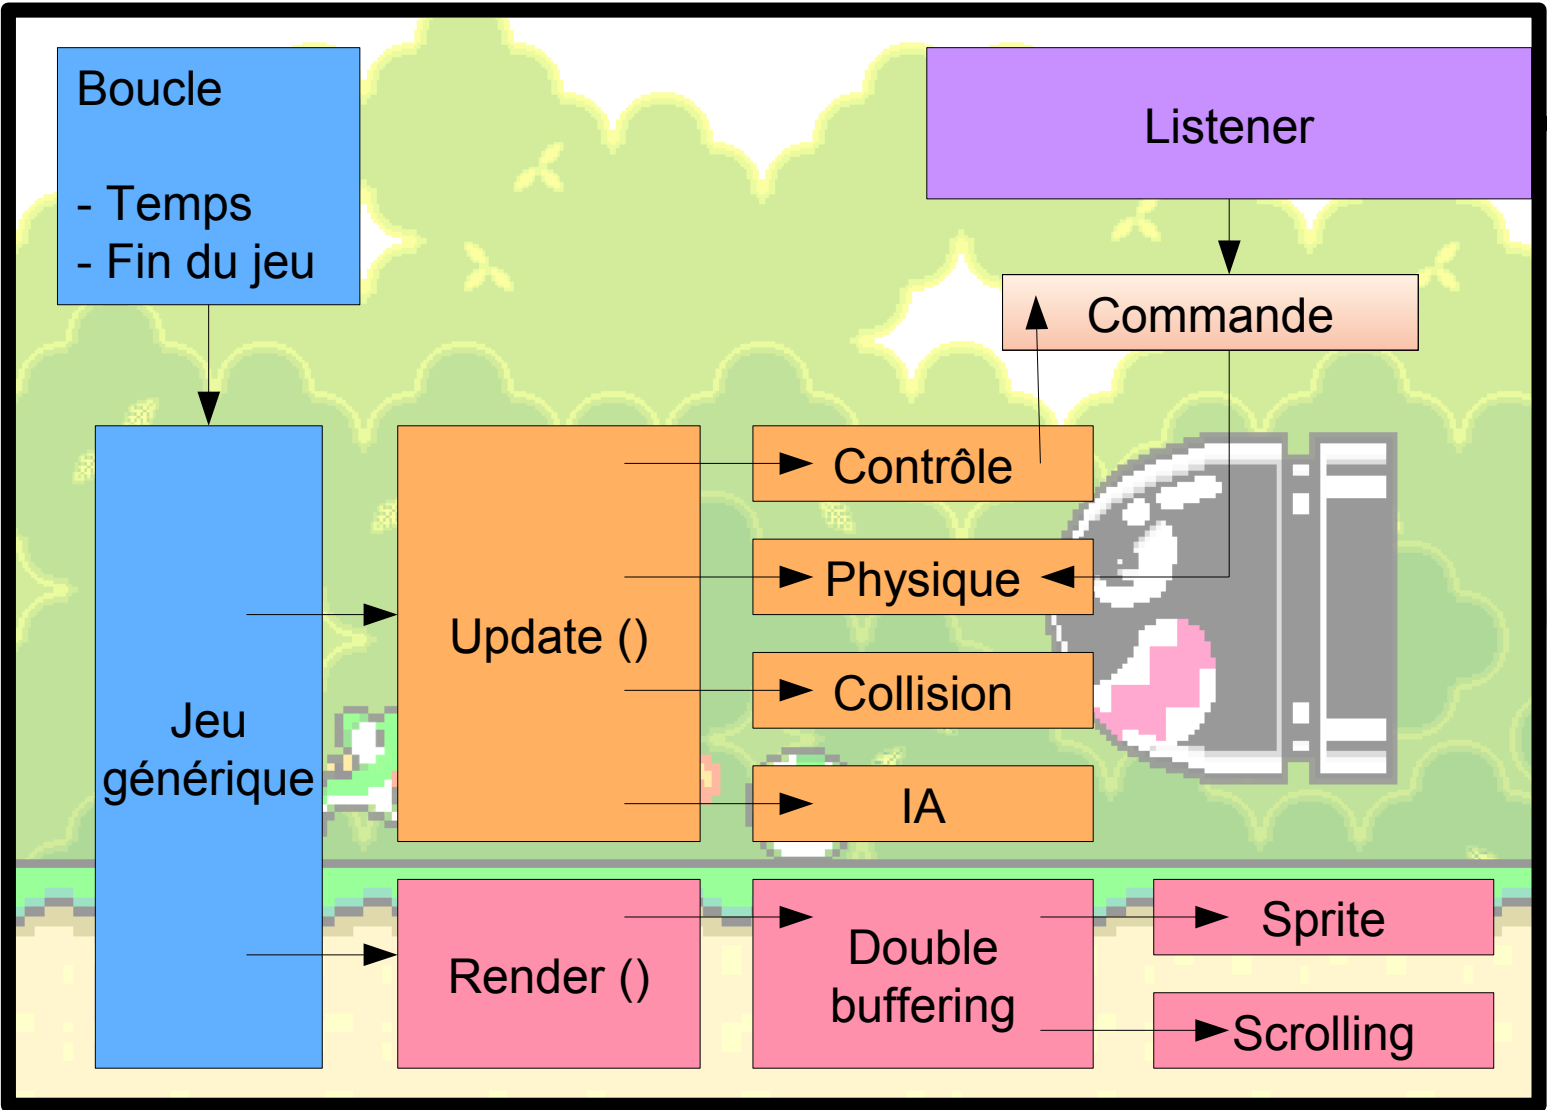 Boucle
- Temps
- Fin du jeu
Listener
Commande
Jeu
générique
Update ()
Contrôle
Physique
Collision
IA
Render ()
Double
buffering
Sprite
Scrolling